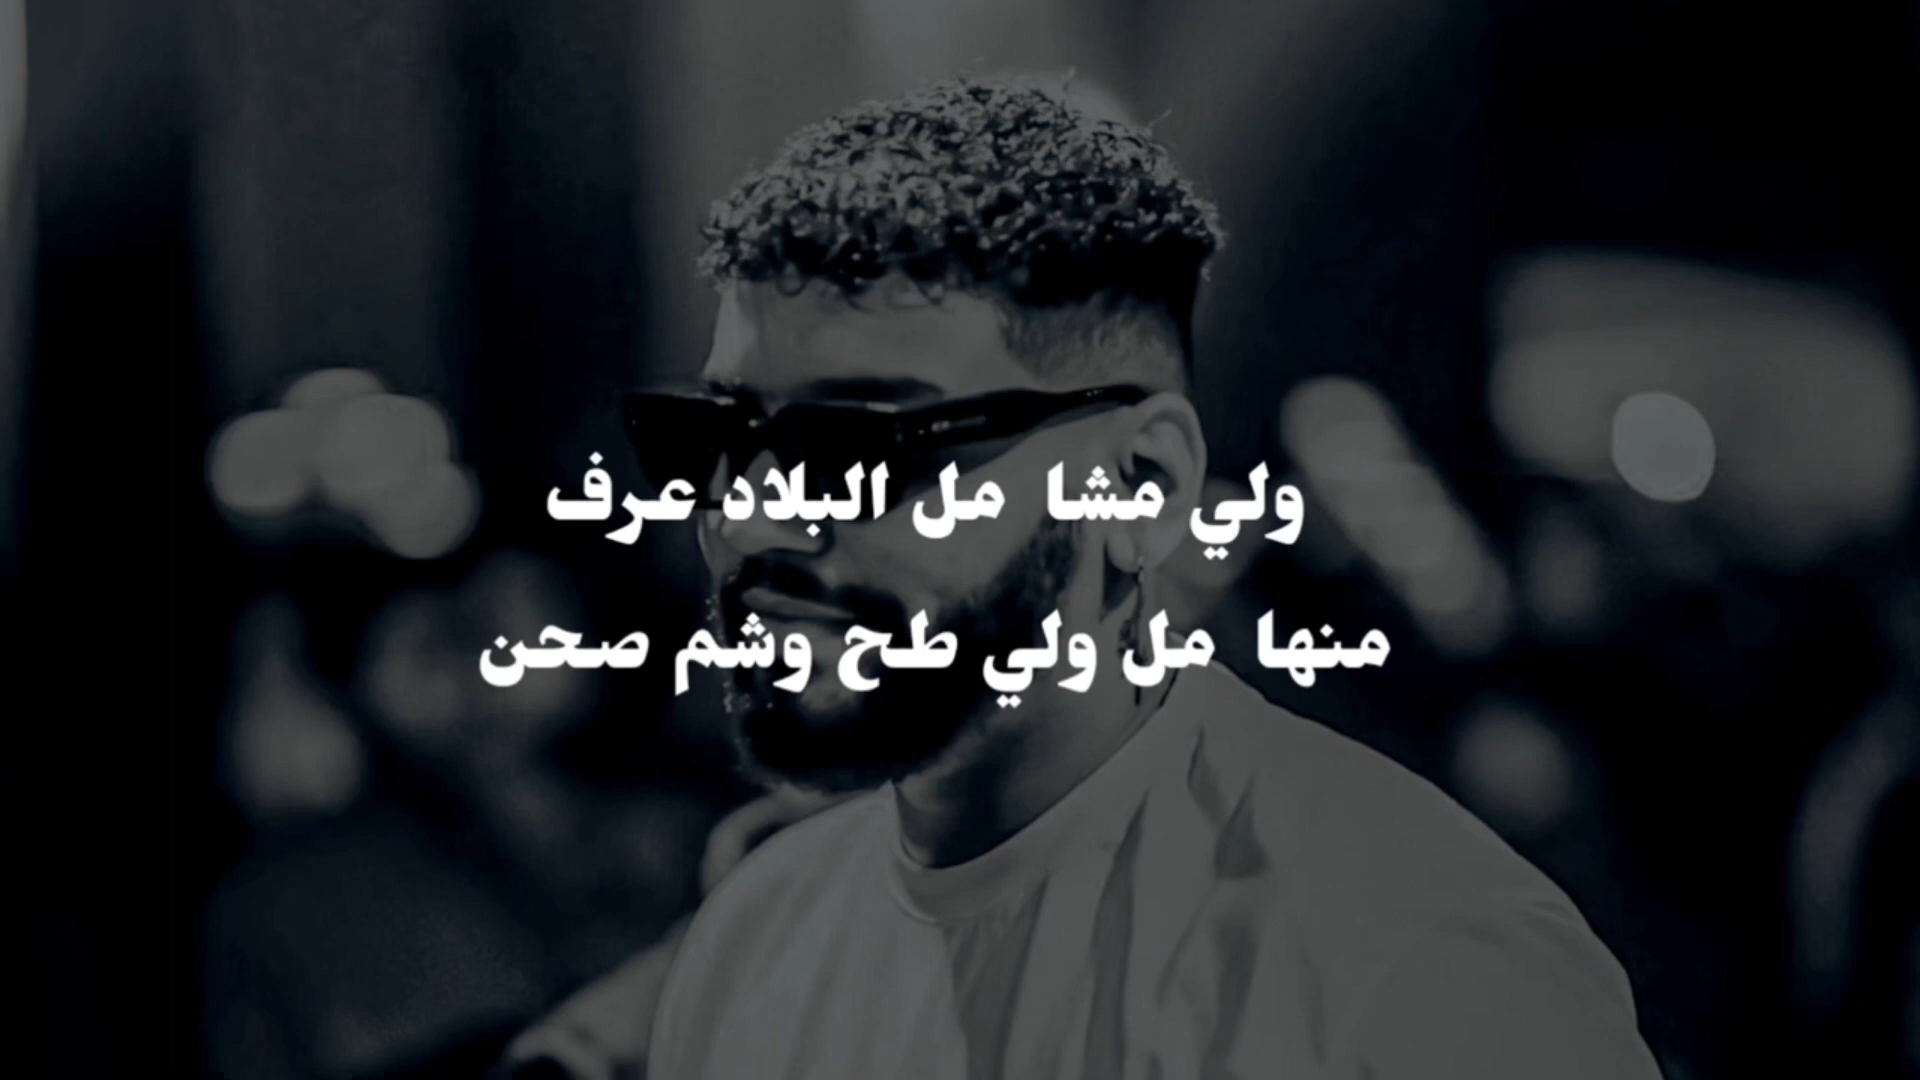 ولي مشا مل البلاد عرف
منها مل ولي طح وشم صحن